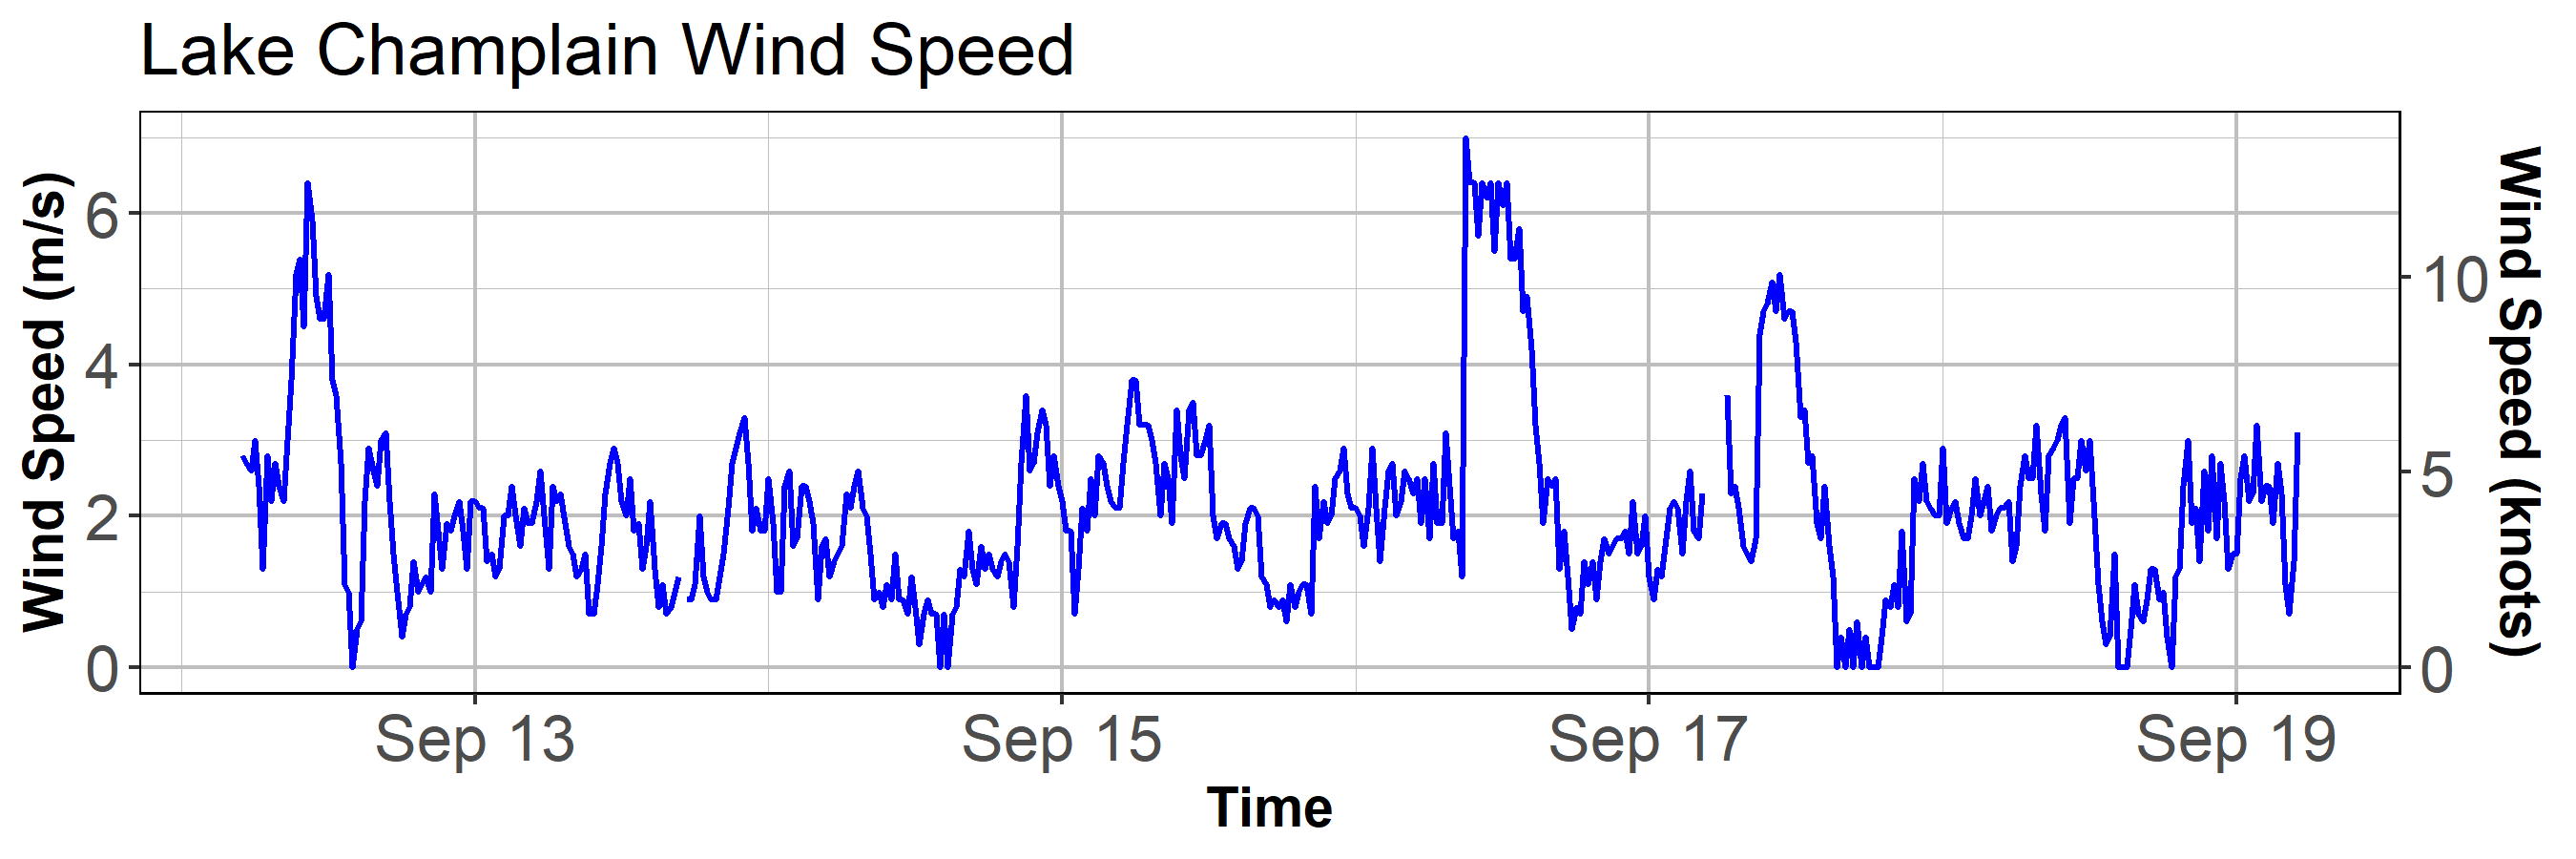 Lake Champlain Wind Speed
Wind Speed (m/s)
6
4
2
0
Wind Speed (knots)
10
5
0
Sep 13
Sep 15
Sep 17
Sep 19
Time